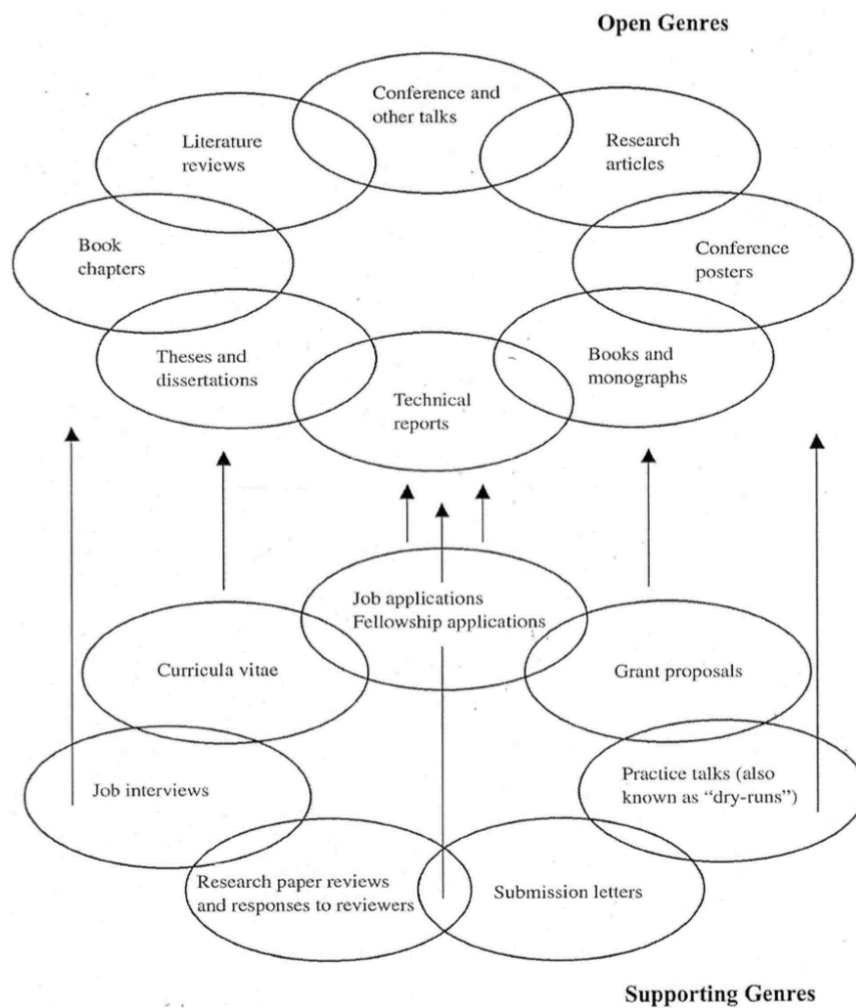 Open Genres
Conference and
other talks
Literature
reviews
Research
articles
Book
chapters
Conference
posters
Theses and
dissertations
Books and
monographs
Technical
reports
Job applications
Fellowship applications
Curricula vitae
Grant proposals
Job interviews
Practice talks (also
known as “dry-runs”)
Research paper reviews
and responses to reviewers
Submission letters
Supporting Genres